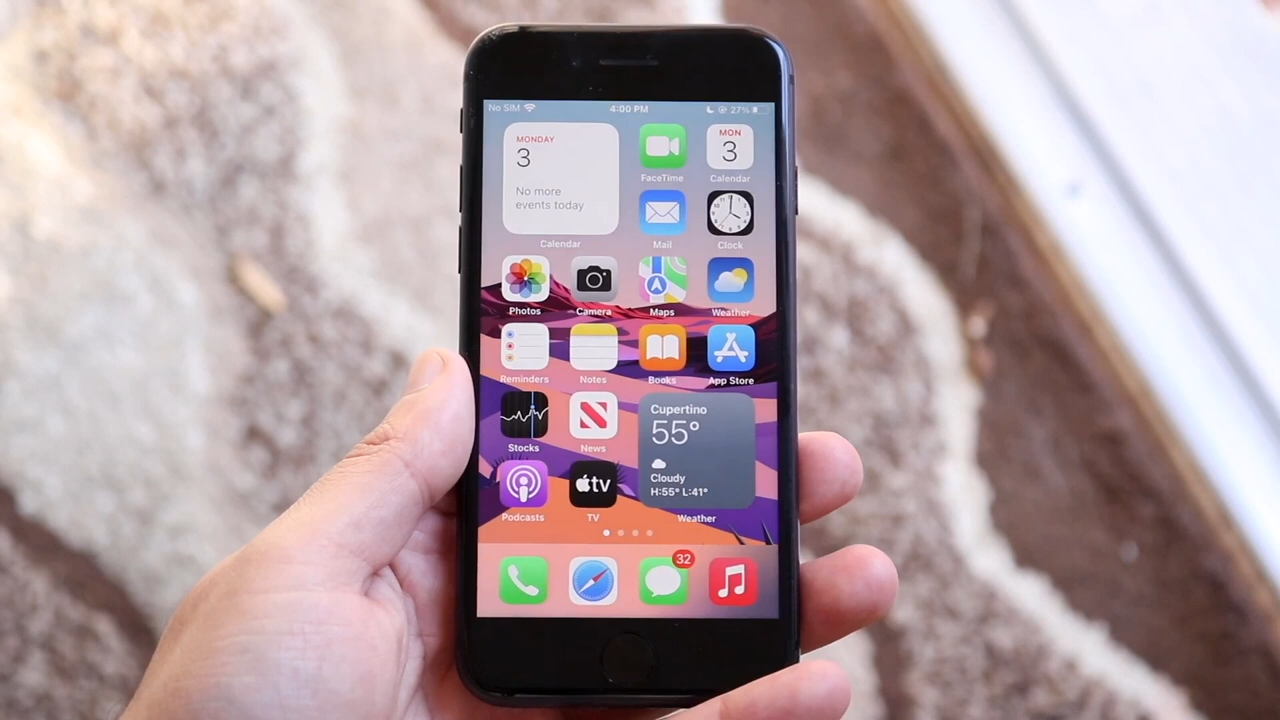 No SIM 4:00 PM 27%
MONDAY
3
No more
events today
Calendar
FaceTime
MON
3
Calendar
Mail
Clock
Photos Camera Maps Weather
Reminders Notes Books App Store
Stocks News
Cupertino
55°
Cloudy
H:55° L:41°
Weather
Podcasts
tv
TV
32